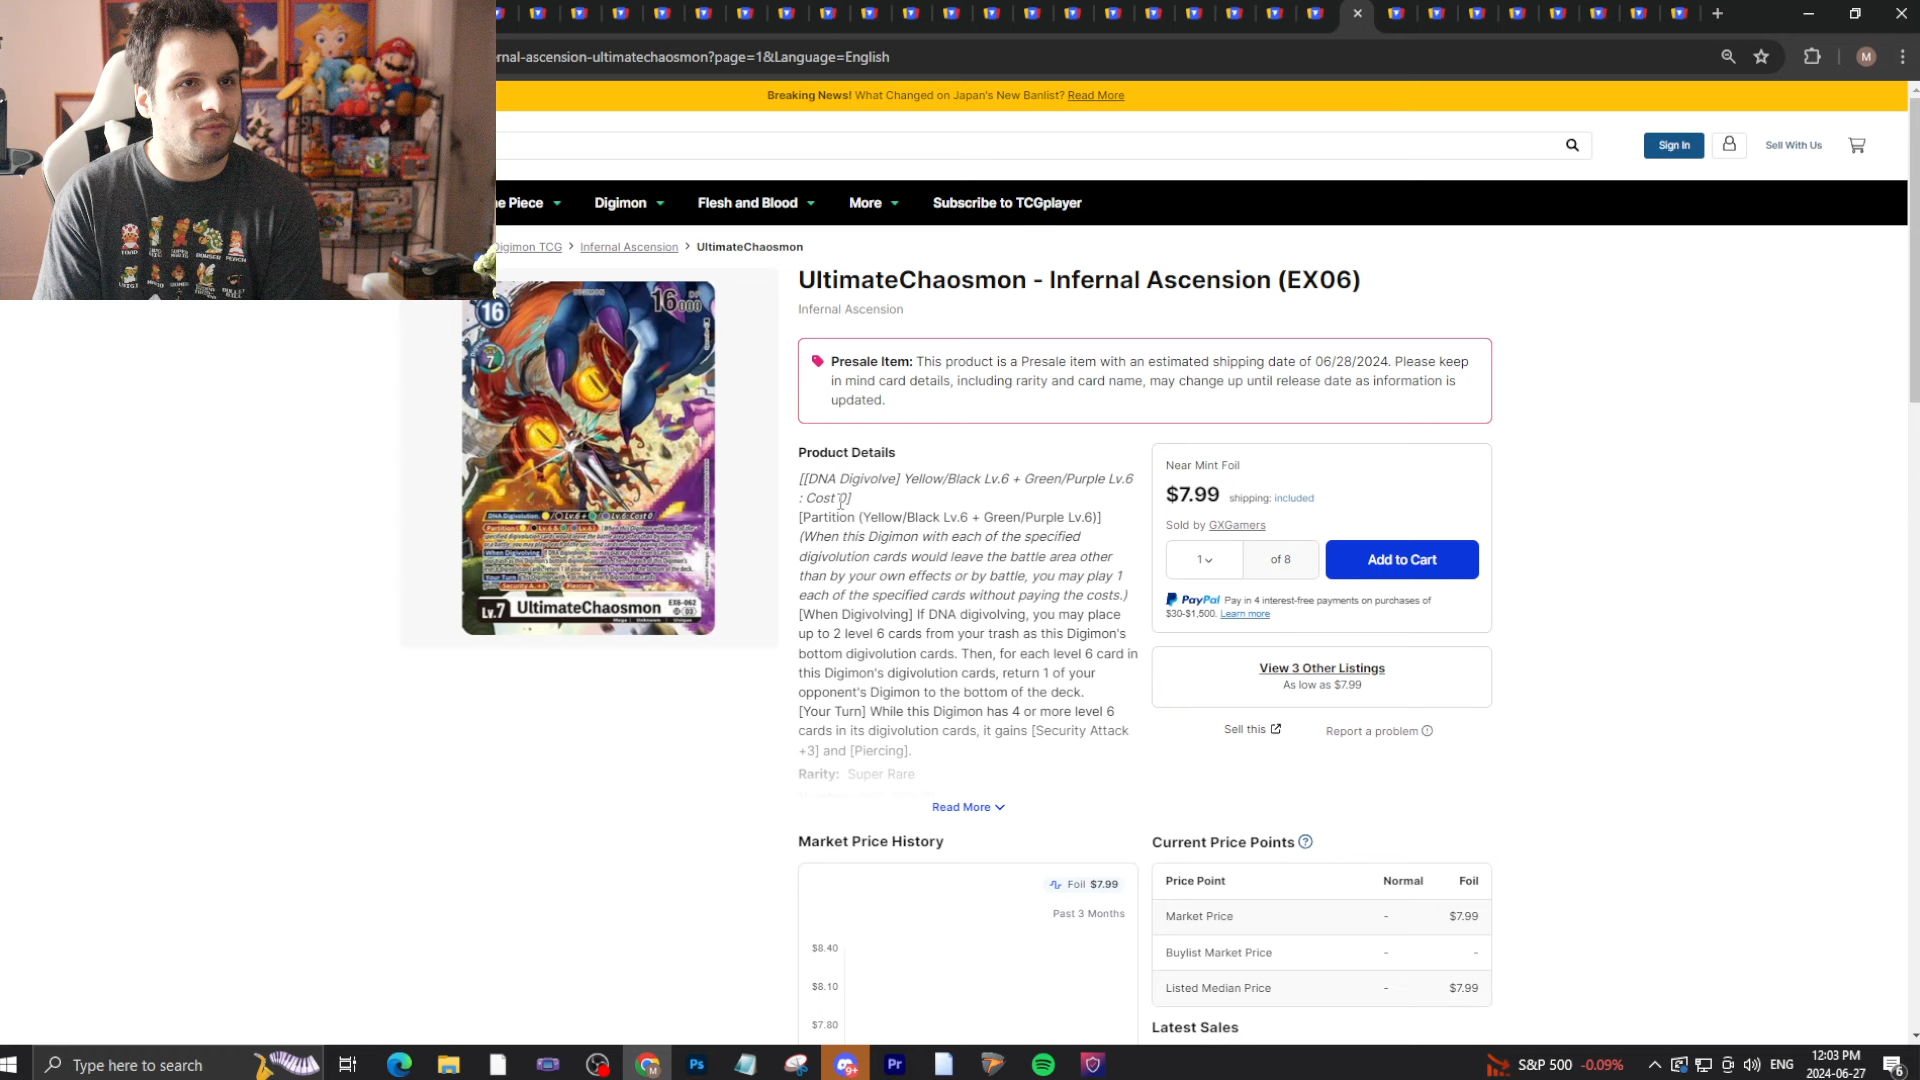 rnal-ascension-ultimatechaosmon?page=1&Language=English
M
Breaking News! What Changed on Japan's New Banlist? Read More
Sign In
Sell With Us
ne Piece
Digimon
Flesh and Blood
More
Subscribe to TCGplayer
Digimon TCG > Infernal Ascension > UltimateChaosmon
TOAD
MARIO
BOWSER
PEACH
LUIGI
UltimateChaosmon - Infernal Ascension (EX06)
Infernal Ascension
Presale Item: This product is a Presale item with an estimated shipping date of 06/28/2024. Please keep
in mind card details, including rarity and card name, may change up until release date as information is
updated.
16
DIGIMON
16000
DP
7
Lv.7
UltimateChaosmon
EX6-062
Product Details
[[DNA Digivolve] Yellow/Black Lv.6 + Green/Purple Lv.6
: Cost 0]
[Partition (Yellow/Black Lv.6 + Green/Purple Lv.6)]
(When this Digimon with each of the specified
digivolution cards would leave the battle area other
than by your own effects or by battle, you may play 1
each of the specified cards without paying the costs.)
[When Digivolving] If DNA digivolving, you may place
up to 2 level 6 cards from your trash as this Digimon's
bottom digivolution cards. Then, for each level 6 card in
this Digimon's digivolution cards, return 1 of your
opponent's Digimon to the bottom of the deck.
[Your Turn] While this Digimon has 4 or more level 6
cards in its digivolution cards, it gains [Security Attack
+3] and [Piercing].
Rarity: Super Rare
Read More
Near Mint Foil
$7.99 shipping: included
Sold by GXGamers
1
of 8
Add to Cart
PayPal Pay in 4 interest-free payments on purchases of
$30-$1,500. Learn more
View 3 Other Listings
As low as $7.99
Sell this
Report a problem
Market Price History
Foil $7.99
Past 3 Months
$8.40
$8.10
$7.80
Current Price Points
Price Point Normal Foil
Market Price - $7.99
Buylist Market Price - -
Listed Median Price - $7.99
Latest Sales
Type here to search
M
Ps
9+
Pr
S&P 500 -0.09%
ENG
12:03 PM
2024-06-27
6